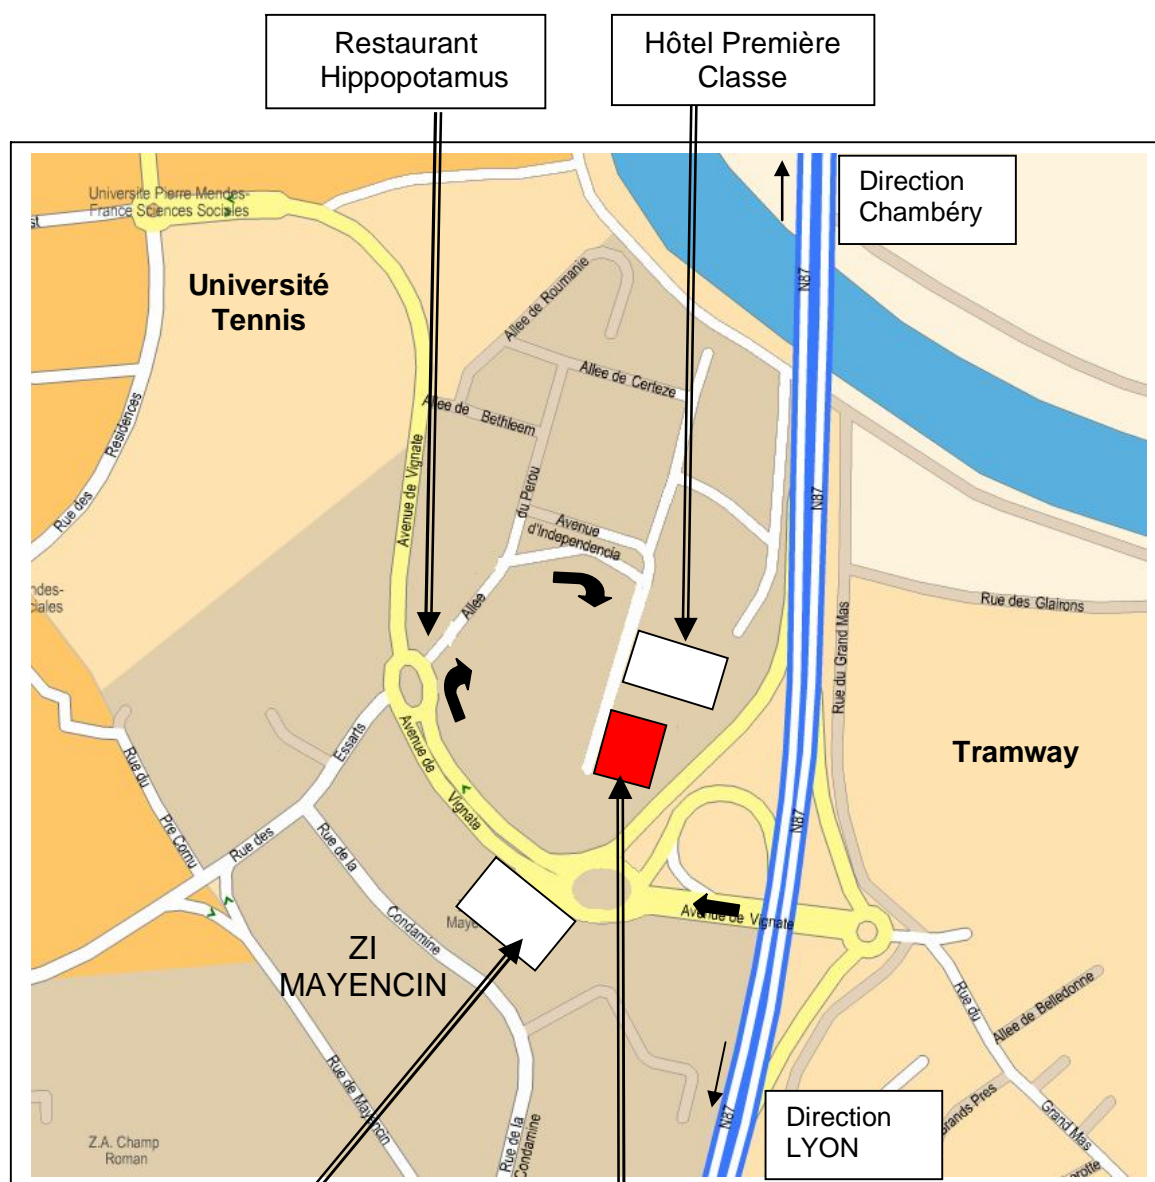 Restaurant
Hippopotamus
Hôtel Première
Classe
Direction
Chambéry
Universite Pierre Mendes-
France Sciences Sociales
Université
Tennis
N87
Allee de Roumanie
Allee de Certeze
Allee de Bethleem
Rue des Residences
Avenue de Vignate
du Perou
Avenue
d'Independencia
N87
Allee
Rue des Glairons
Rue du Grand Mas
Essarts
Avenue de
Vignate
Tramway
Rue du
Pre Cornu
Rue des
Rue de la
Condamine
N87
Avenue de Vignate
ZI
MAYENCIN
Rue du
Grand Mas
Allee de Belledonne
Rue de Mayencin
Rue de la
Condamine
Z.A. Champ
Roman
N87
Direction
LYON
Grands Pres